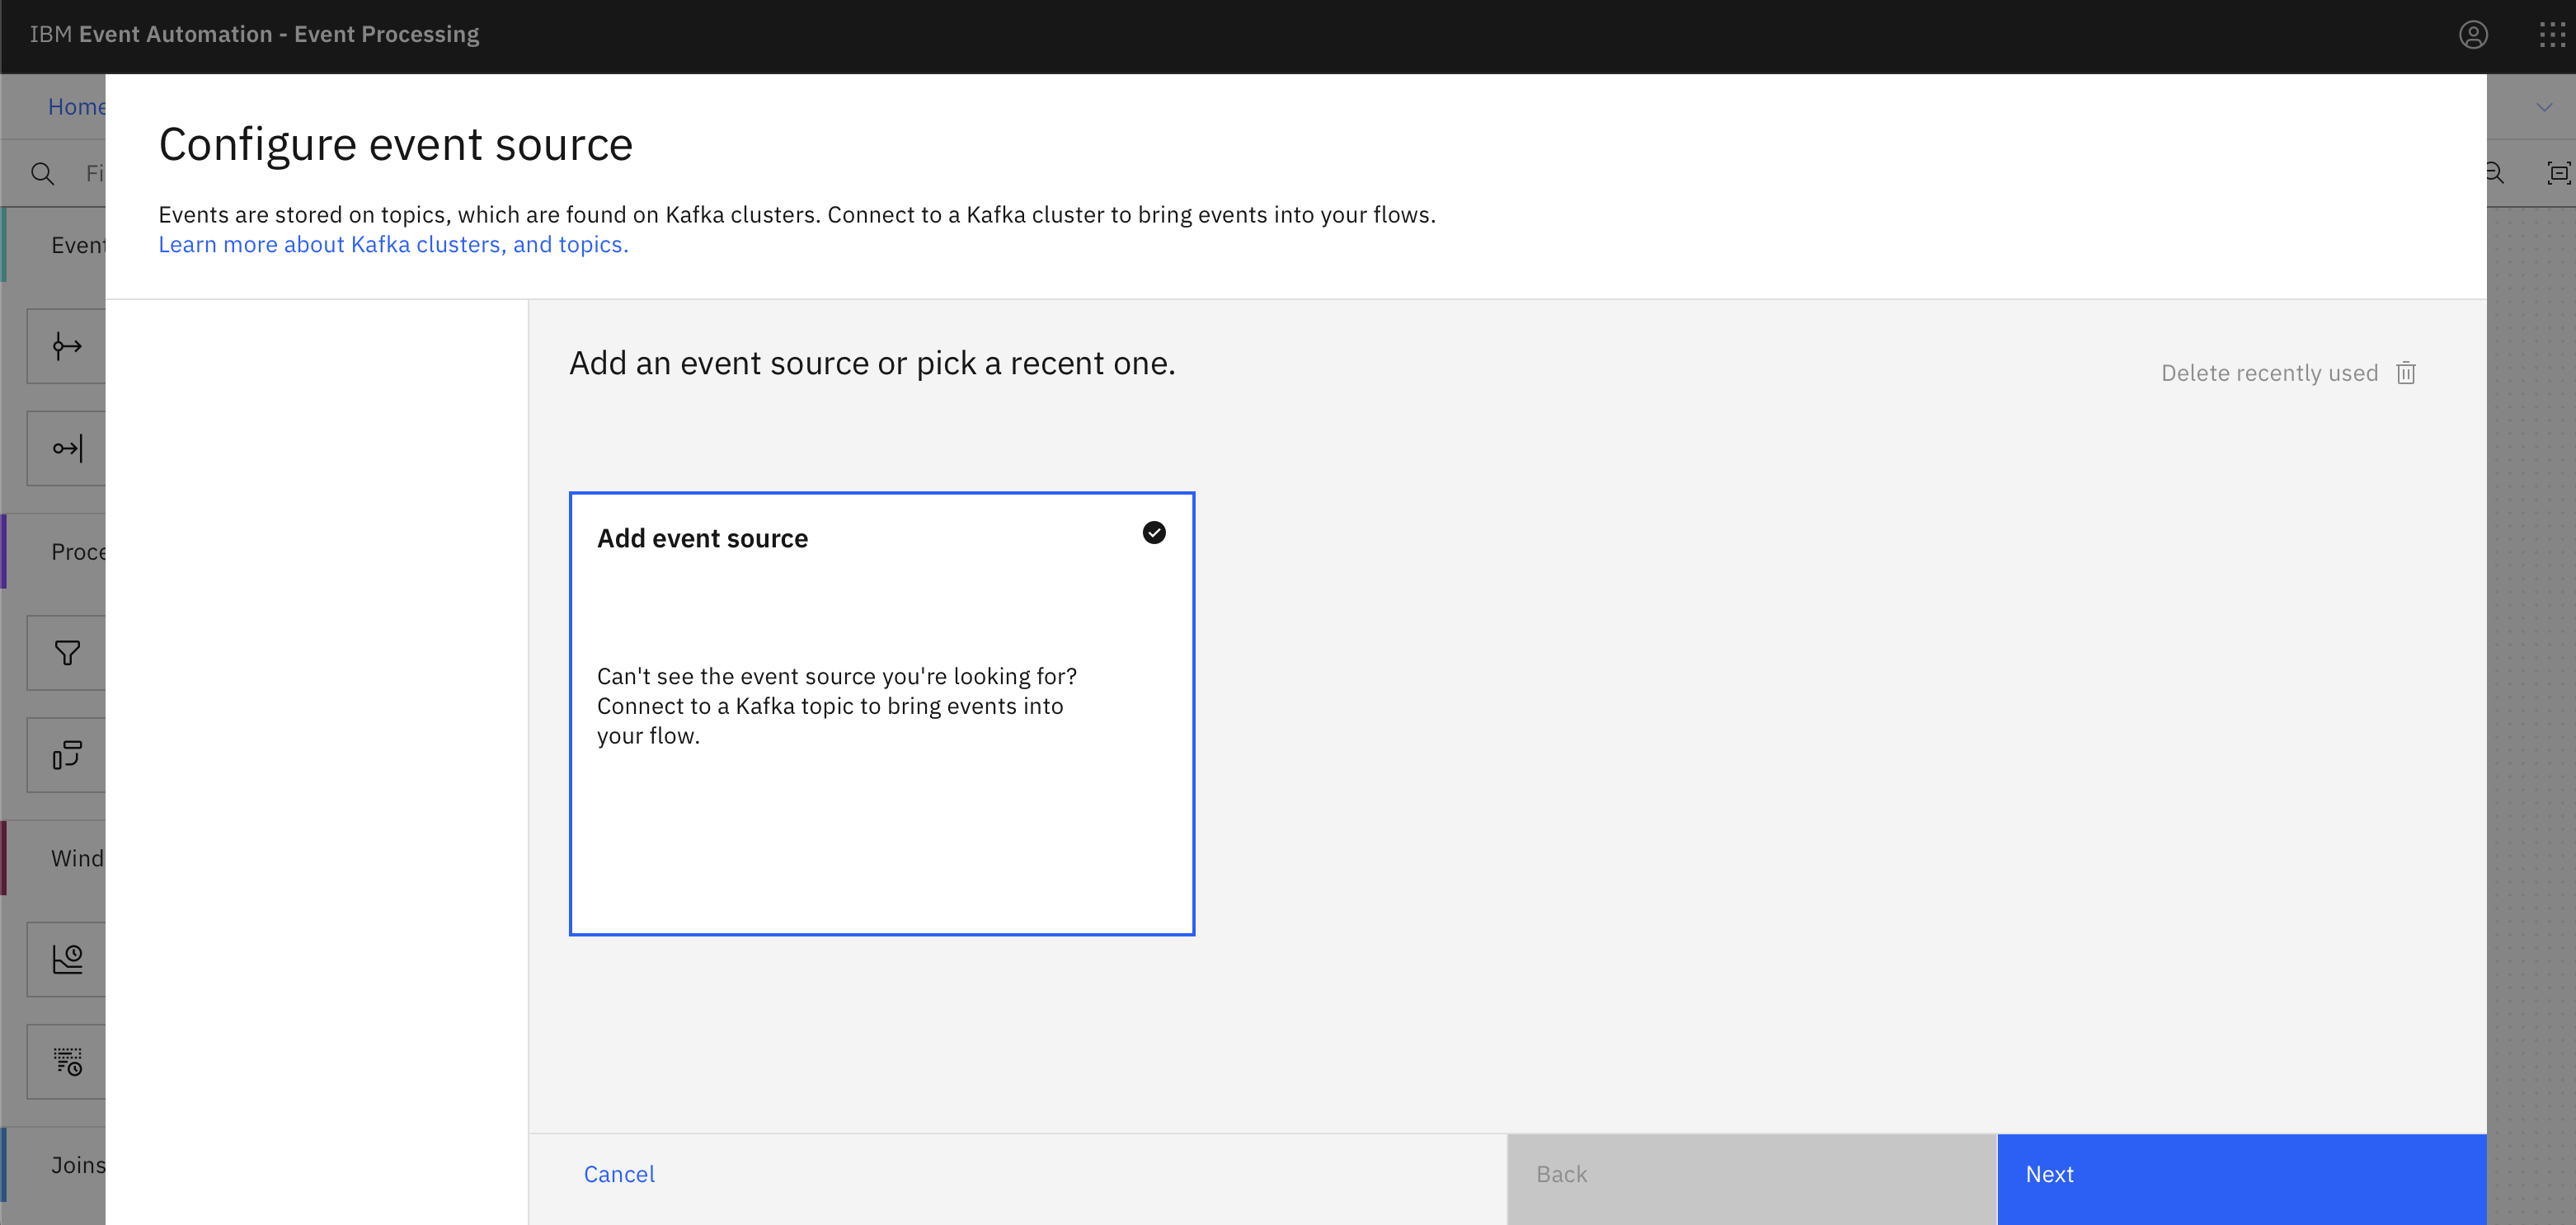 IBM Event Automation - Event Processing
Home
Fi
Configure event source
Events are stored on topics, which are found on Kafka clusters. Connect to a Kafka cluster to bring events into your flows.
Learn more about Kafka clusters, and topics.
Event
Proce
Wind
Joins
Add an event source or pick a recent one.
Delete recently used
Add event source
Can't see the event source you're looking for?
Connect to a Kafka topic to bring events into
your flow.
Cancel
Back
Next